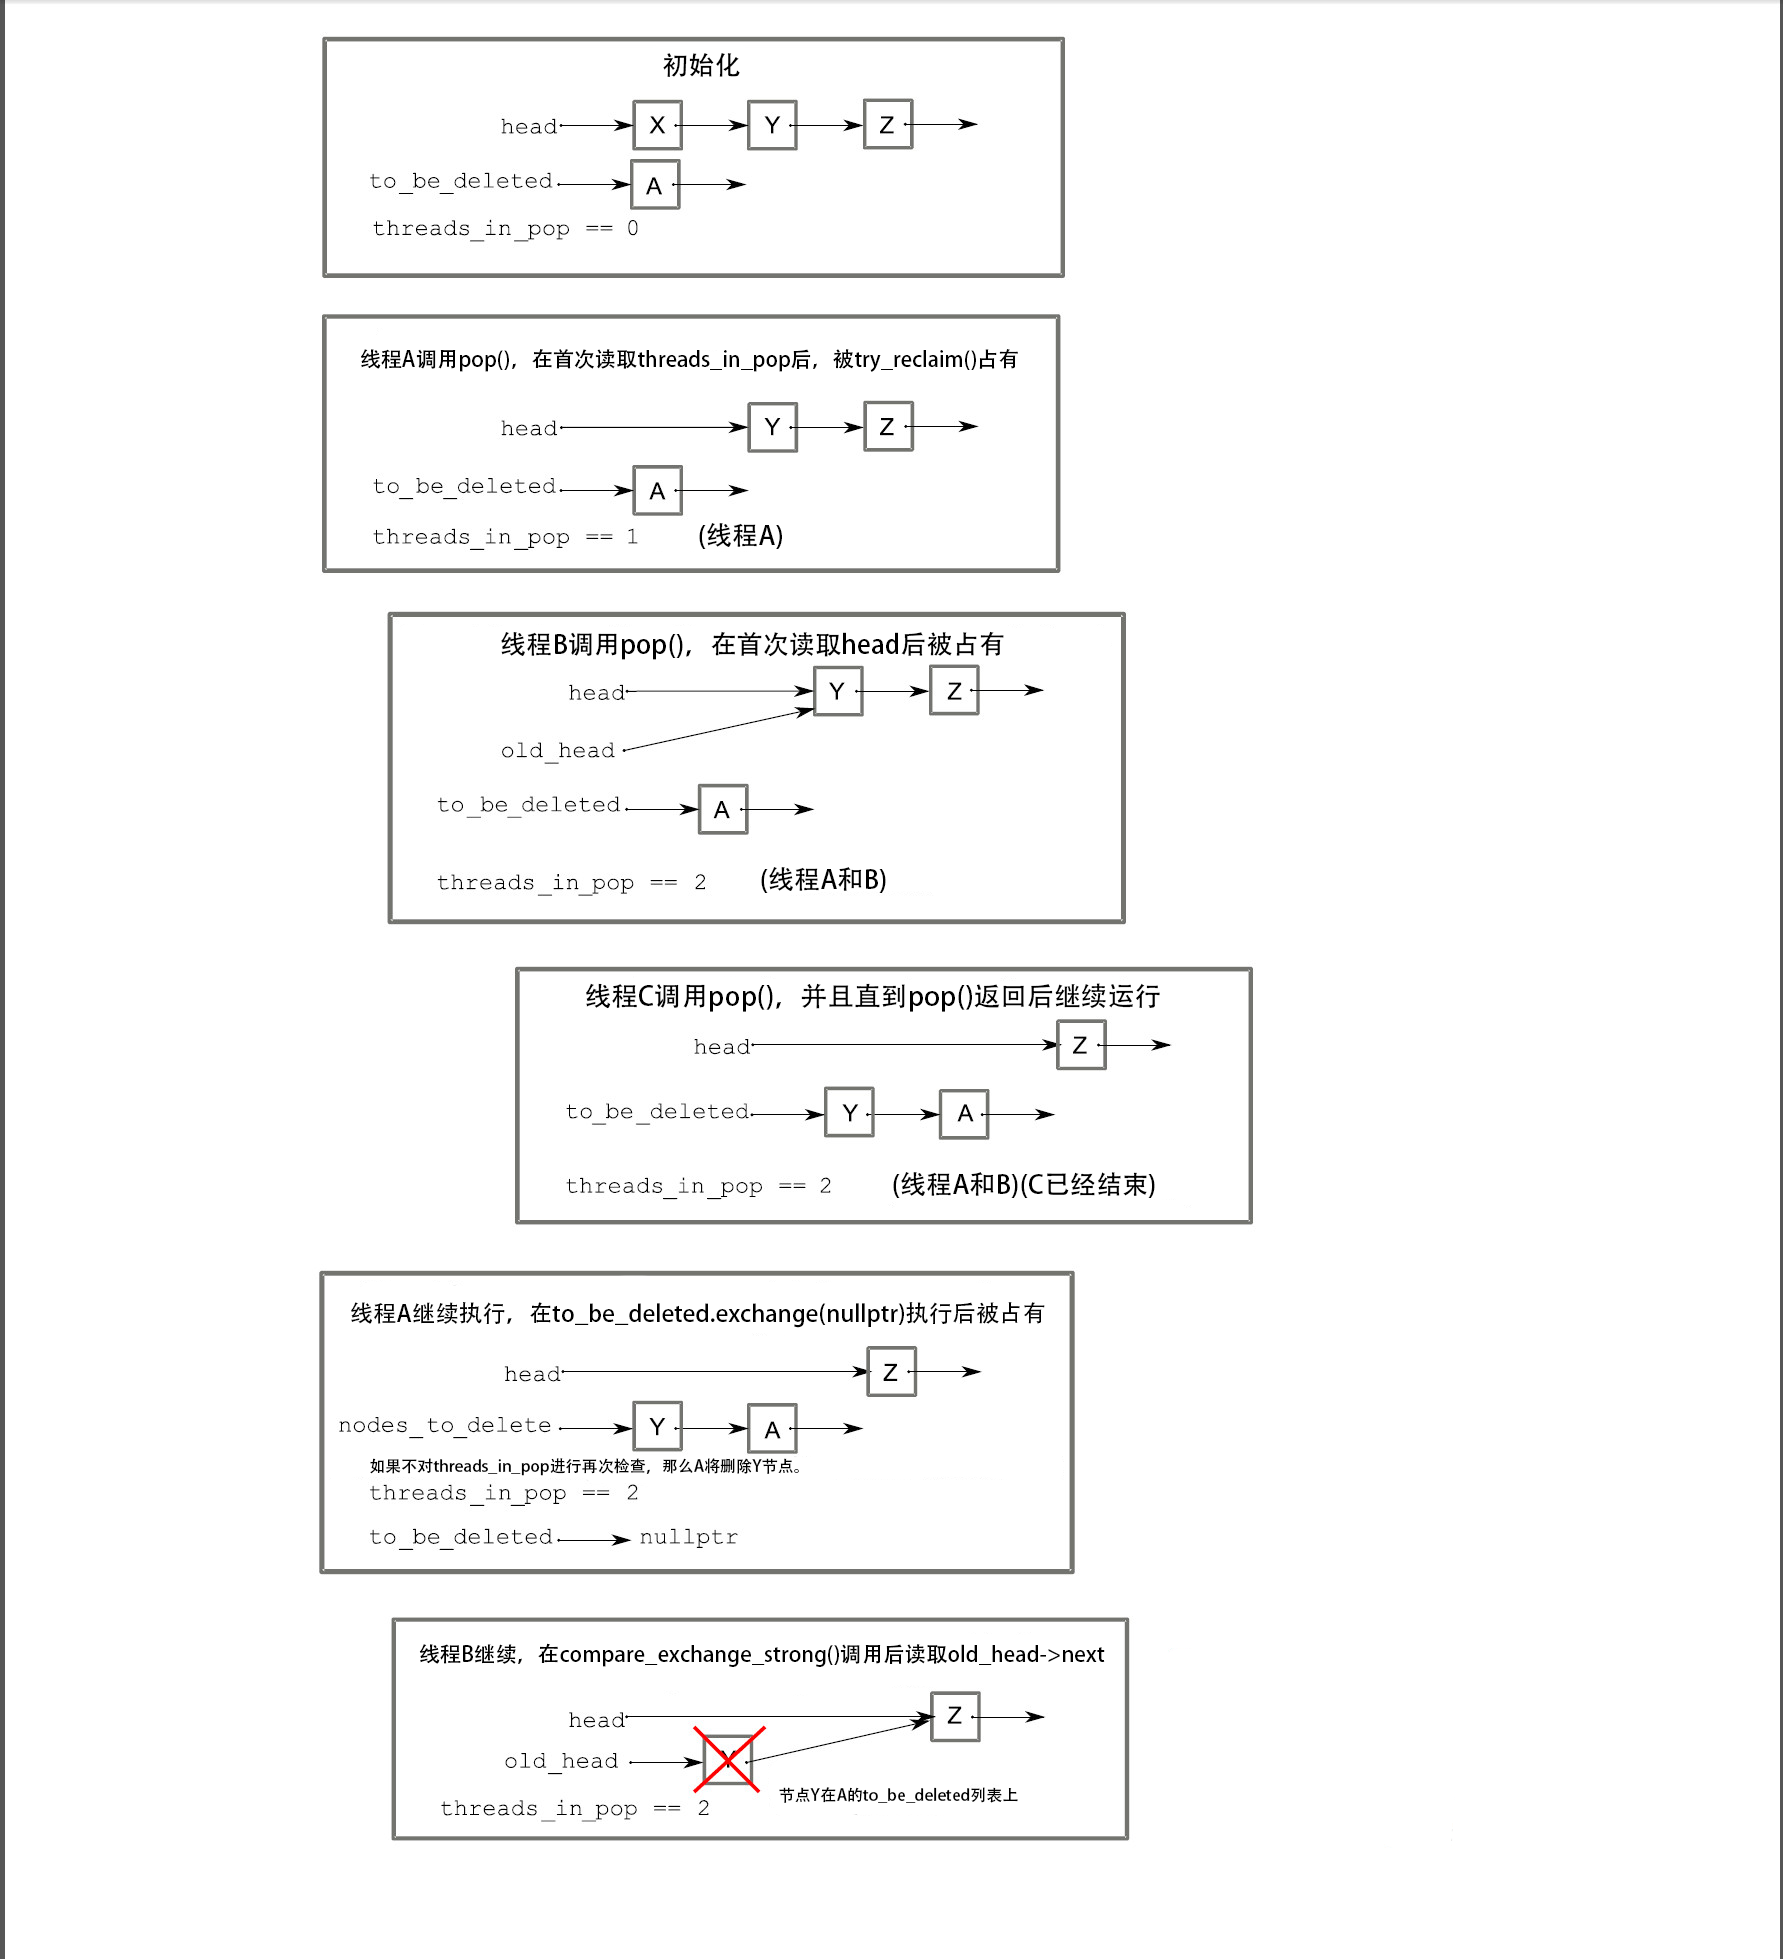 初始化
head X Y Z
to_be_deleted A
threads_in_pop == 0
线程A调用pop()，在首次读取threads_in_pop后，被try_reclaim()占有
head Y Z
to_be_deleted A
threads_in_pop == 1 (线程A)
线程B调用pop()，在首次读取head后被占有
head Y Z
old_head
to_be_deleted A
threads_in_pop == 2 (线程A和B)
线程C调用pop()，并且直到pop()返回后继续运行
head Z
to_be_deleted Y A
threads_in_pop == 2 (线程A和B)(C已经结束)
线程A继续执行，在to_be_deleted.exchange(nullptr)执行后被占有
head Z
nodes_to_delete Y A
如果不对threads_in_pop进行再次检查，那么A将删除Y节点。
threads_in_pop == 2
to_be_deleted nullptr
线程B继续，在compare_exchange_strong()调用后读取old_head->next
head Z
old_head Y
节点Y在A的to_be_deleted列表上
threads_in_pop == 2